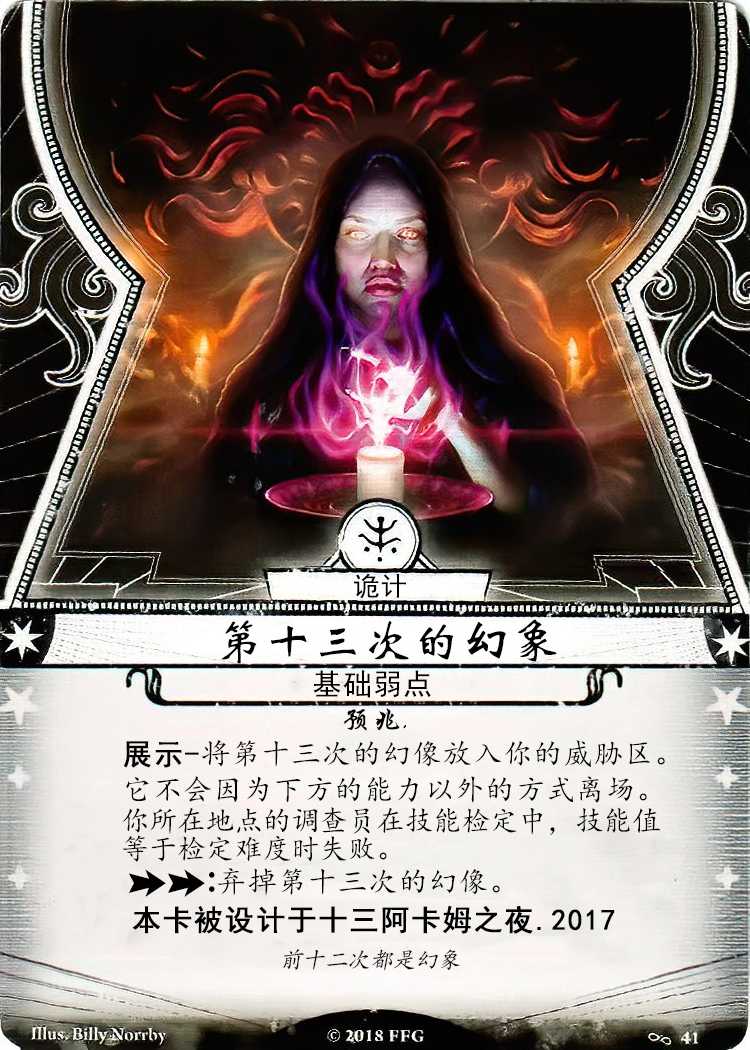 诡计
第十三次的幻象
基础弱点
预兆.
展示-将第十三次的幻像放入你的威胁区。
它不会因为下方的能力以外的方式离场。
你所在地点的调查员在技能检定中，技能值
等于检定难度时失败。
:弃掉第十三次的幻像。
本卡被设计于十三阿卡姆之夜.2017
前十二次都是幻象
Illus. Billy Norrby
© 2018 FFG
41